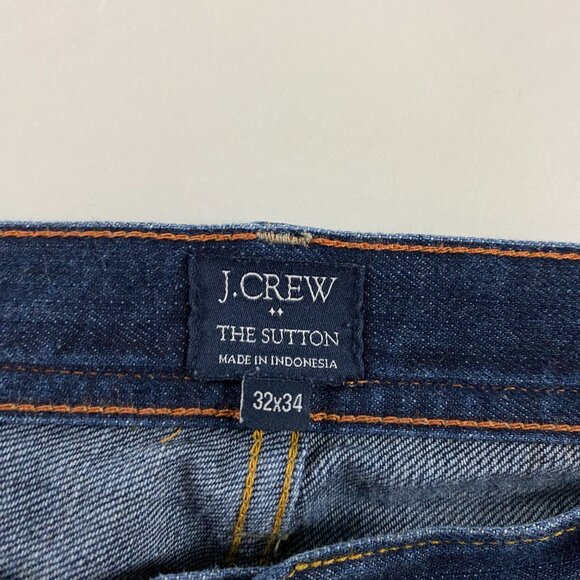 J.CREW
THE SUTTON
MADE IN INDONESIA
32x34